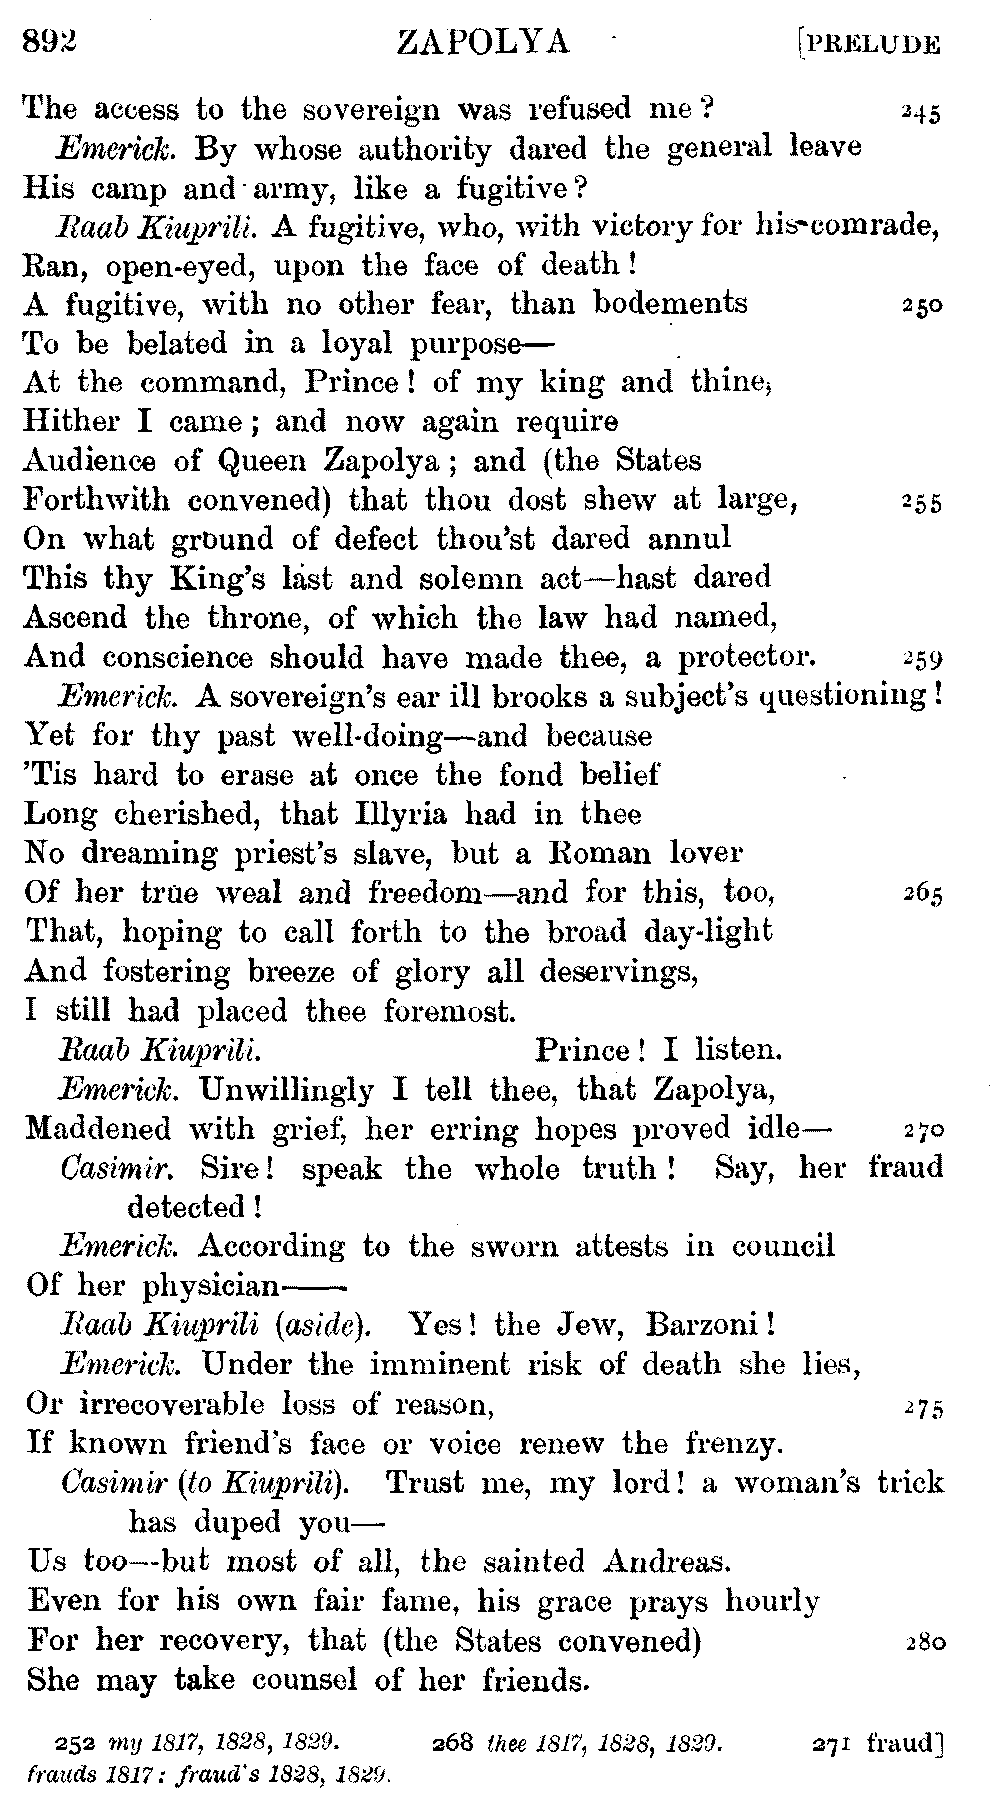 892 ZAPOLYA [PRELUDE
The access to the sovereign was refused me? 245
Emerick. By whose authority dared the general leave
His camp and army, like a fugitive?
Raab Kiuprili. A fugitive, who, with victory for his comrade,
Ran, open-eyed, upon the face of death!
A fugitive, with no other fear, than bodements 250
To be belated in a loyal purpose—
At the command, Prince! of my king and thine,
Hither I came; and now again require
Audience of Queen Zapolya; and (the States
Forthwith convened) that thou dost shew at large, 255
On what ground of defect thou'st dared annul
This thy King's last and solemn act—hast dared
Ascend the throne, of which the law had named,
And conscience should have made thee, a protector. 259
Emerick. A sovereign's ear ill brooks a subject's questioning!
Yet for thy past well-doing—and because
'Tis hard to erase at once the fond belief
Long cherished, that Illyria had in thee
No dreaming priest's slave, but a Roman lover
Of her true weal and freedom—and for this, too, 265
That, hoping to call forth to the broad day-light
And fostering breeze of glory all deservings,
I still had placed thee foremost.
Raab Kiuprili. Prince! I listen.
Emerick. Unwillingly I tell thee, that Zapolya,
Maddened with grief, her erring hopes proved idle— 270
Casimir. Sire! speak the whole truth! Say, her fraud
detected!
Emerick. According to the sworn attests in council
Of her physician——
Raab Kiuprili (aside). Yes! the Jew, Barzoni!
Emerick. Under the imminent risk of death she lies,
Or irrecoverable loss of reason, 275
If known friend's face or voice renew the frenzy.
Casimir (to Kiuprili). Trust me, my lord! a woman's trick
has duped you—
Us too—but most of all, the sainted Andreas.
Even for his own fair fame, his grace prays hourly
For her recovery, that (the States convened) 280
She may take counsel of her friends.
252 my 1817, 1828, 1829. 268 thee 1817, 1828, 1829. 271 fraud]
frauds 1817: fraud's 1828, 1829.